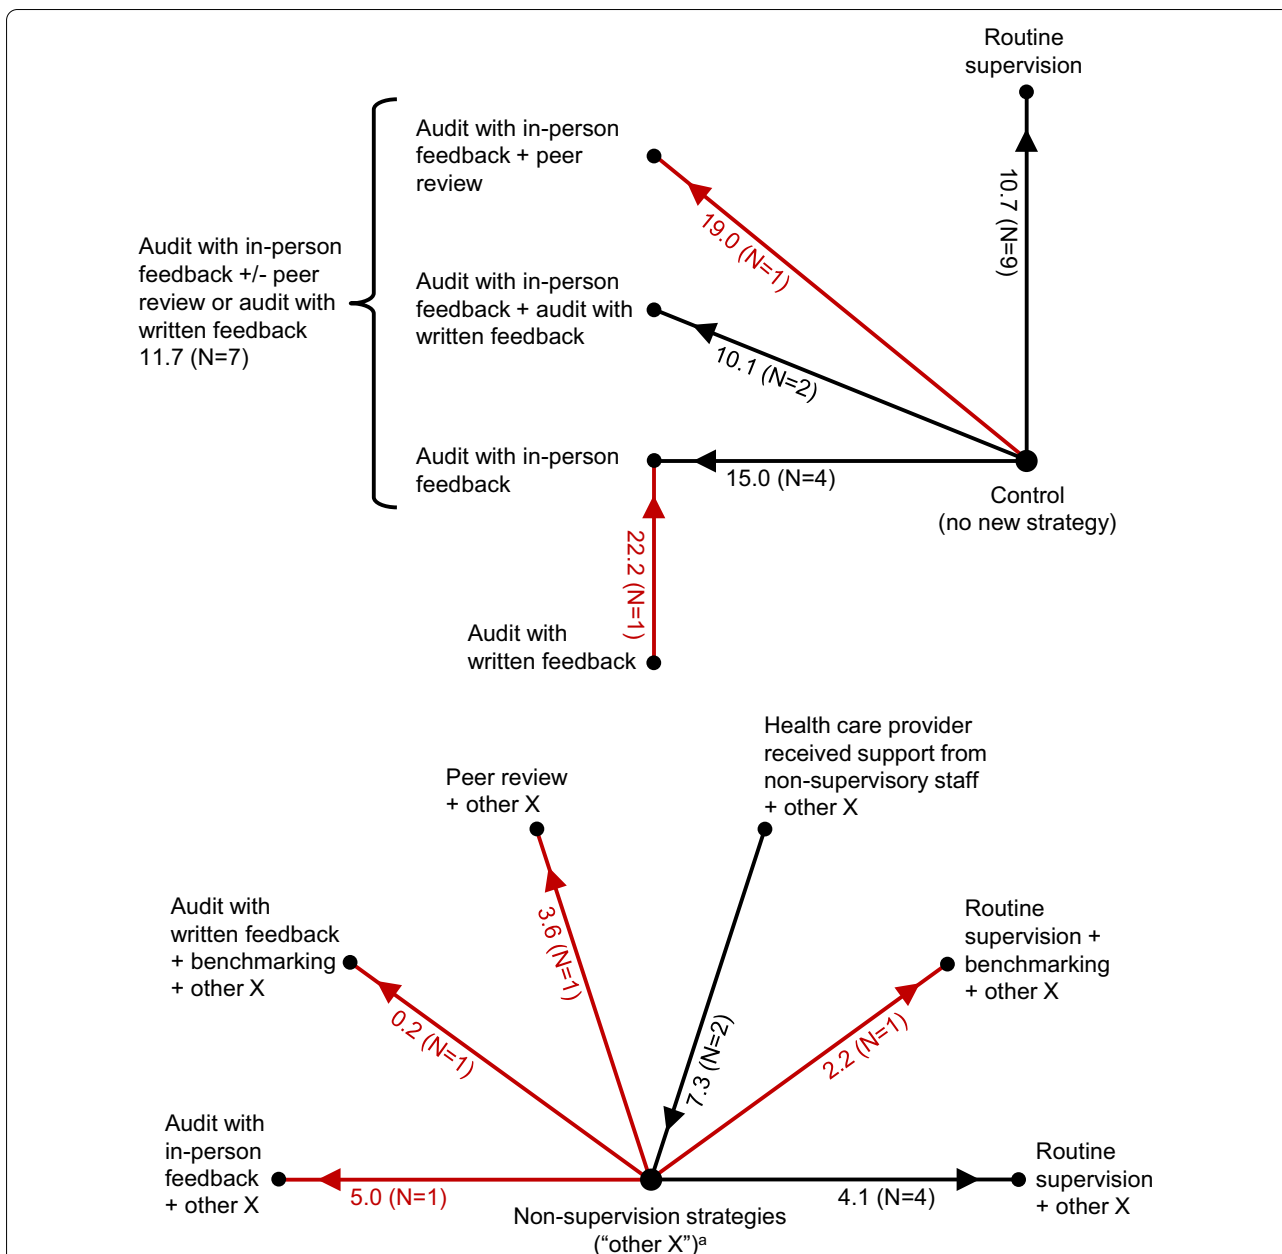 Routine
supervision
10.7 (N=9)
Audit with in-person
feedback + peer
review
19.0 (N=1)
Audit with in-person
feedback +/- peer
review or audit with
written feedback
11.7 (N=7)
Audit with in-person
feedback + audit with
written feedback
10.1 (N=2)
Audit with in-person
feedback
15.0 (N=4)
Control
(no new strategy)
22.2 (N=1)
Audit with
written feedback
Health care provider
received support from
non-supervisory staff
+ other X
Peer review
+ other X
3.6 (N=1)
7.3 (N=2)
Audit with
written feedback
+ benchmarking
+ other X
0.2 (N=1)
Routine
supervision +
benchmarking
+ other X
2.2 (N=1)
Audit with
in-person
feedback
+ other X
5.0 (N=1)
4.1 (N=4)
Routine
supervision
+ other X
Non-supervision strategies
(“other X”)ᵃ